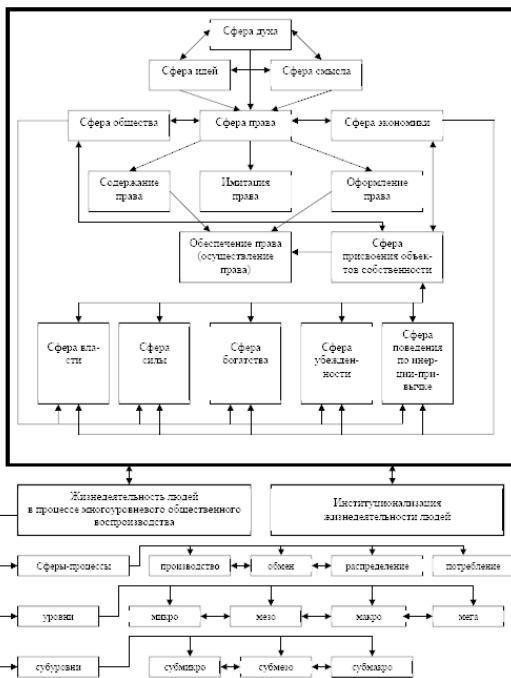 Сфера духа
Сфера идей
Сфера смысла
Сфера общества
Сфера права
Сфера экономики
Содержание
права
Имитация
права
Оформление
права
Обеспечение права
(осуществление
права)
Сфера
присвоения объек-
тов собственности
Сфера вла-
сти
Сфера
силы
Сфера
богатства
Сфера
убежден-
ности
Сфера
поведения
по инер-
ции-при-
вычке
Жизнедеятельность людей
в процессе многоуровневого общественного
воспроизводства
Институционализация
жизнедеятельности людей
Сферы-процессы
производство
обмен
распределение
потребление
уровни
микро
мезо
макро
мега
субуровни
субмикро
субмезо
субмакро